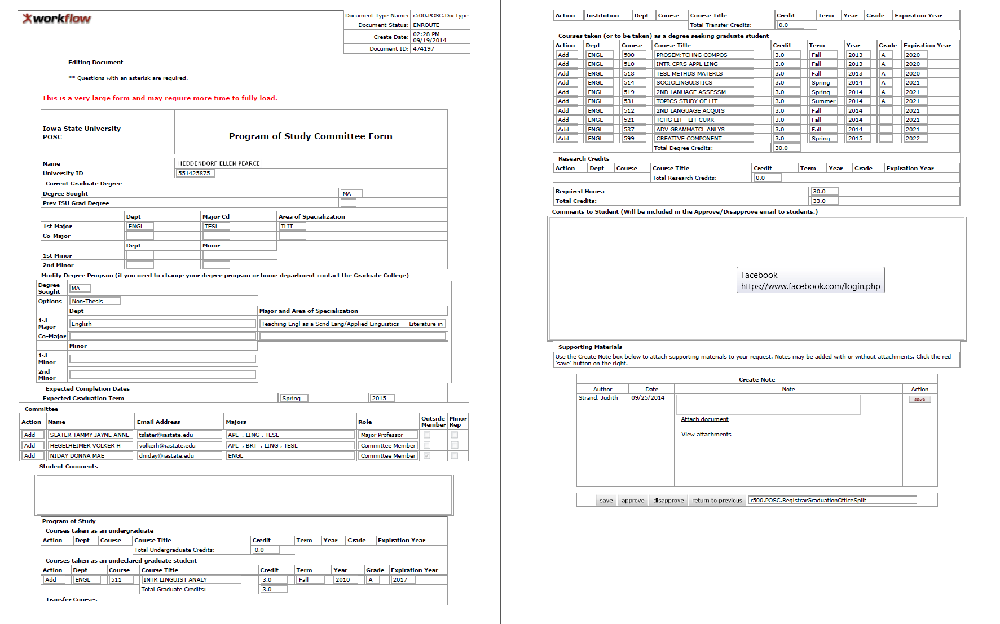 workflow
Document Type Name: r500.POSC.DocType
Document Status: ENROUTE
Create Date: 02:28 PM
09/19/2014
Document ID: 474197
Editing Document
** Questions with an asterisk are required.
This is a very large form and may require more time to fully load.
Iowa State University
POSC
Program of Study Committee Form
Name HEDDENDORF ELLEN PEARCE
University ID 551425875
Current Graduate Degree
Degree Sought MA
Prev ISU Grad Degree
Dept Major Cd Area of Specialization
1st Major ENGL TESL TLIT
Co-Major
Dept Minor
1st Minor
2nd Minor
Modify Degree Program (if you need to change your degree program or home department contact the Graduate College)
Degree
Sought MA
Options Non-Thesis
Dept Major and Area of Specialization
1st
Major English Teaching Engl as a Scnd Lang/Applied Linguistics - Literature in
Co-Major
Minor
1st
Minor
2nd
Minor
Expected Completion Dates
Expected Graduation Term Spring 2015
Committee
Action Name Email Address Majors Role Outside Member Minor Rep
Add SLATER TAMMY JAYNE ANNE tslater@iastate.edu APL , LING , TESL Major Professor
Add HEGELHEIMER VOLKER H volkerh@iastate.edu APL , BRT , LING , TESL Committee Member
Add NIDAY DONNA MAE dniday@iastate.edu ENGL Committee Member
Student Comments
Program of Study
Courses taken as an undergraduate
Action Dept Course Course Title Credit Term Year Grade Expiration Year
Total Undergraduate Credits: 0.0
Courses taken as an undeclared graduate student
Action Dept Course Course Title Credit Term Year Grade Expiration Year
Add ENGL 511 INTR LINGUIST ANALY 3.0 Fall 2010 A 2017
Total Graduate Credits: 3.0
Transfer Courses
Action Institution Dept Course Course Title Credit Term Year Grade Expiration Year
Total Transfer Credits: 0.0
Courses taken (or to be taken) as a degree seeking graduate student
Action Dept Course Course Title Credit Term Year Grade Expiration Year
Add ENGL 500 PROSEM:TCHNG COMPOS 3.0 Fall 2013 A 2020
Add ENGL 510 INTR CPRS APPL LING 3.0 Fall 2013 A 2020
Add ENGL 518 TESL METHDS MATERLS 3.0 Fall 2013 A 2020
Add ENGL 514 SOCIOLINGUISTICS 3.0 Spring 2014 A 2021
Add ENGL 519 2ND LANUAGE ASSESSM 3.0 Spring 2014 A 2021
Add ENGL 531 TOPICS STUDY OF LIT 3.0 Summer 2014 A 2021
Add ENGL 512 2ND LANGUAGE ACQUIS 3.0 Fall 2014 2021
Add ENGL 521 TCHG LIT LIT CURR 3.0 Fall 2014 2021
Add ENGL 537 ADV GRAMMATCL ANLYS 3.0 Fall 2014 2021
Add ENGL 599 CREATIVE COMPONENT 3.0 Spring 2015 2022
Total Degree Credits: 30.0
Research Credits
Action Dept Course Course Title Credit Term Year Grade Expiration Year
Total Research Credits: 0.0
Required Hours: 30.0
Total Credits: 33.0
Comments to Student (Will be included in the Approve/Disapprove email to students.)
Facebook
https://www.facebook.com/login.php
Supporting Materials
Use the Create Note box below to attach supporting materials to your request. Notes may be added with or without attachments. Click the red
'save' button on the right.
Create Note
Author Date Note Action
Strand, Judith 09/25/2014 save
Attach document
View attachments
save approve disapprove return to previous r500.POSC.RegistrarGraduationOfficeSplit